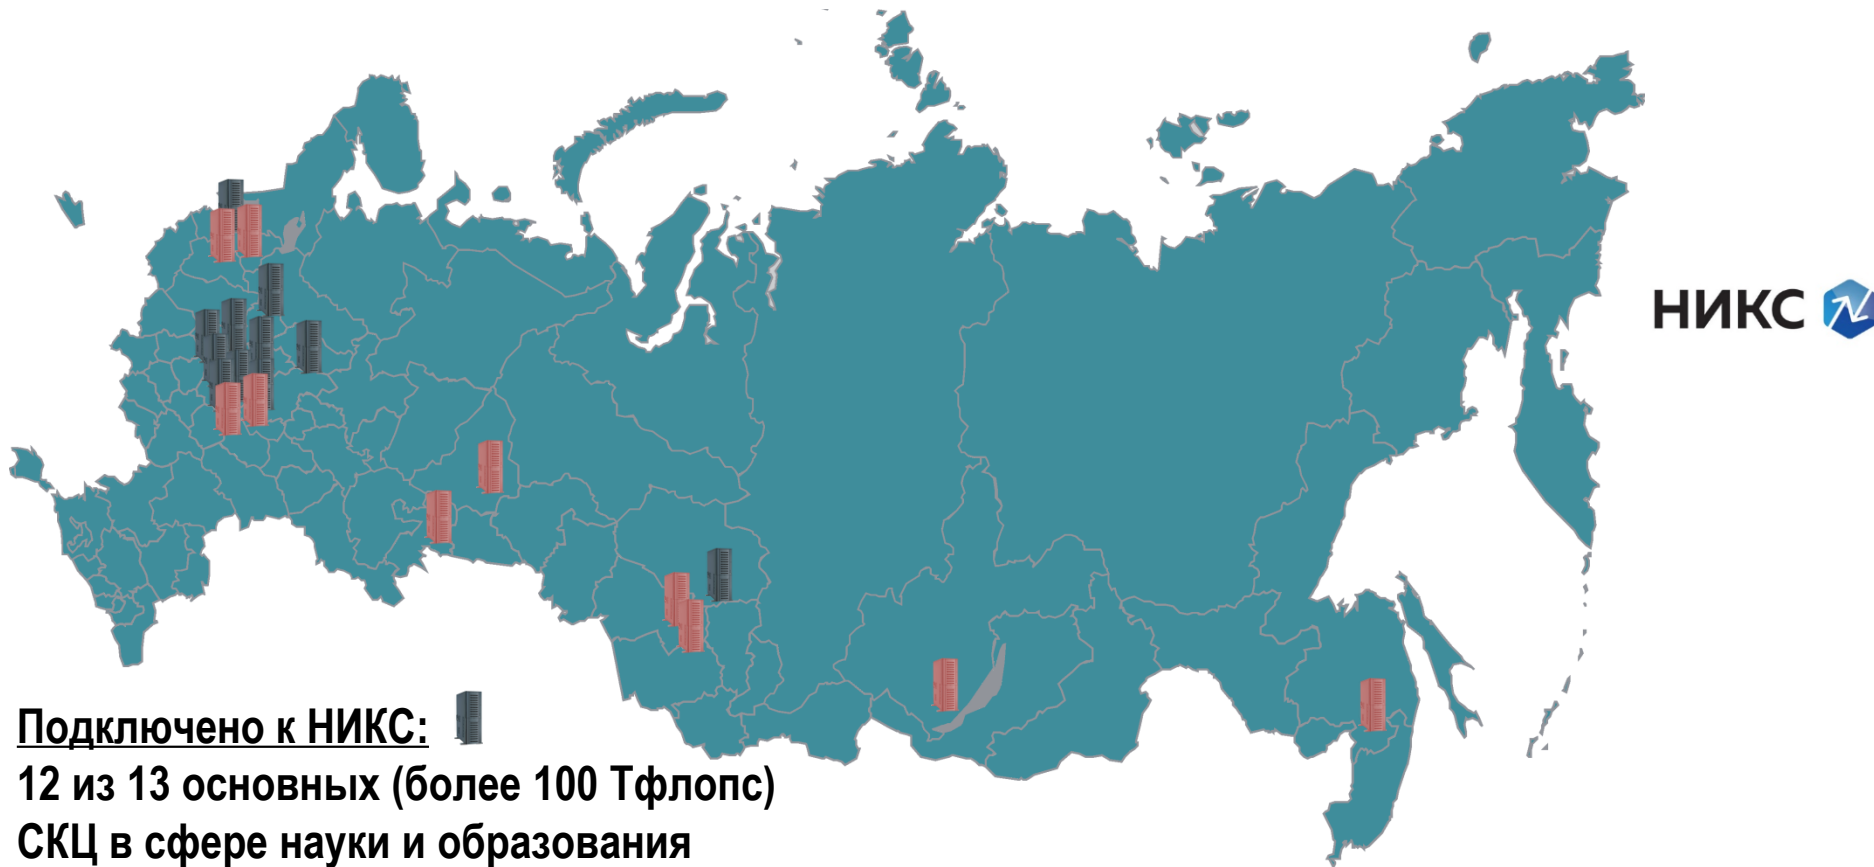 НИКС
Подключено к НИКС:
12 из 13 основных (более 100 Тфлопс)
СКЦ в сфере науки и образования